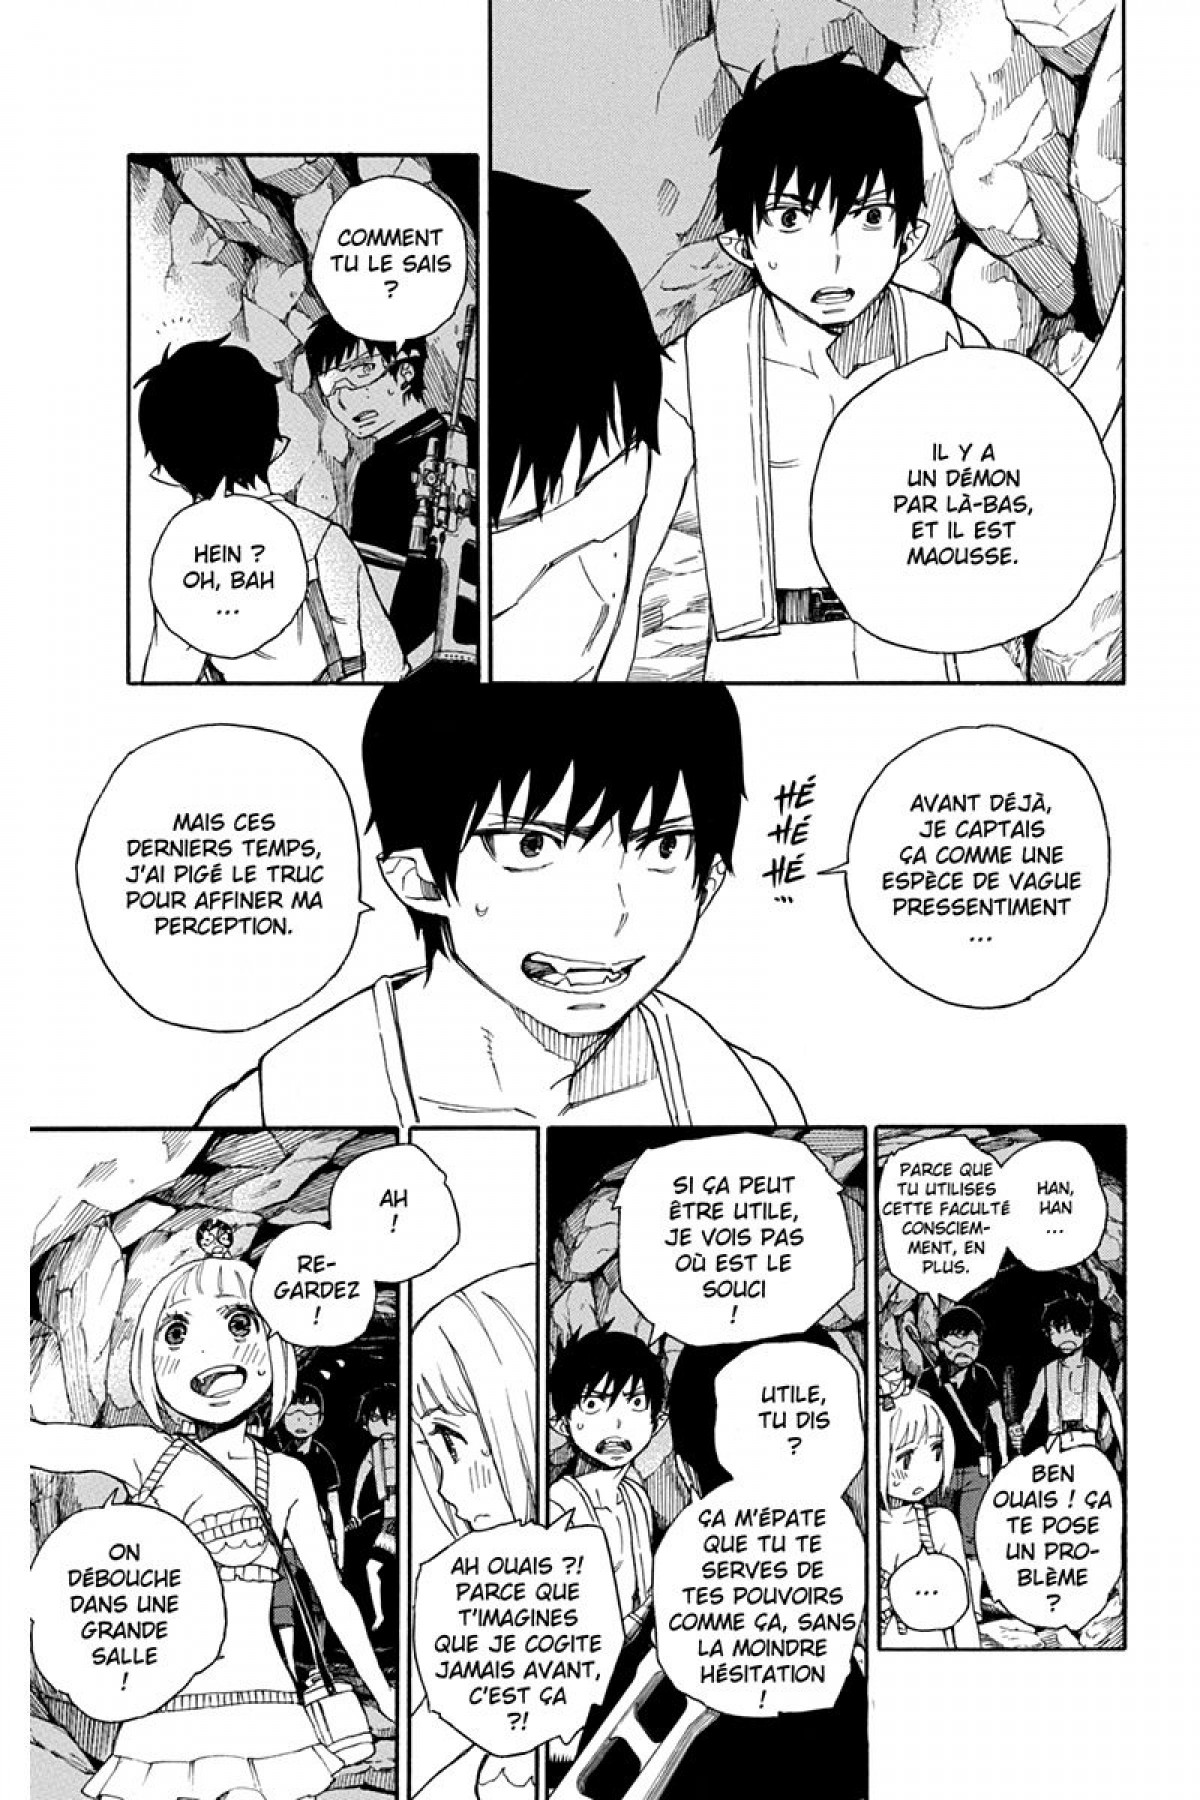 IL Y A
UN DÉMON
PAR LÀ-BAS,
ET IL EST
MAOUSSE.
COMMENT
TU LE SAIS
?
HEIN ?
OH, BAH
...
AVANT DÉJÀ,
JE CAPTAIS
ÇA COMME UNE
ESPÈCE DE VAGUE
PRESSENTIMENT
...
HÉ
HÉ
HÉ
...
MAIS CES
DERNIERS TEMPS,
J'AI PIGÉ LE TRUC
POUR AFFINER MA
PERCEPTION.
HAN,
HAN
...
PARCE QUE
TU UTILISES
CETTE FACULTÉ
CONSCIEM-
MENT, EN
PLUS.
BEN
OUAIS ! ÇA
TE POSE
UN PRO-
BLÈME
?
...
SI ÇA PEUT
ÊTRE UTILE,
JE VOIS PAS
OÙ EST LE
SOUCI
!
UTILE,
TU DIS
?
ÇA M'ÉPATE
QUE TU TE
SERVES DE
TES POUVOIRS
COMME ÇA, SANS
LA MOINDRE
HÉSITATION
!
AH OUAIS ?!
PARCE QUE
T'IMAGINES
QUE JE COGITE
JAMAIS AVANT,
C'EST ÇA
?!
AH
!
RE-
GARDEZ
!
ON
DÉBOUCHE
DANS UNE
GRANDE
SALLE
!